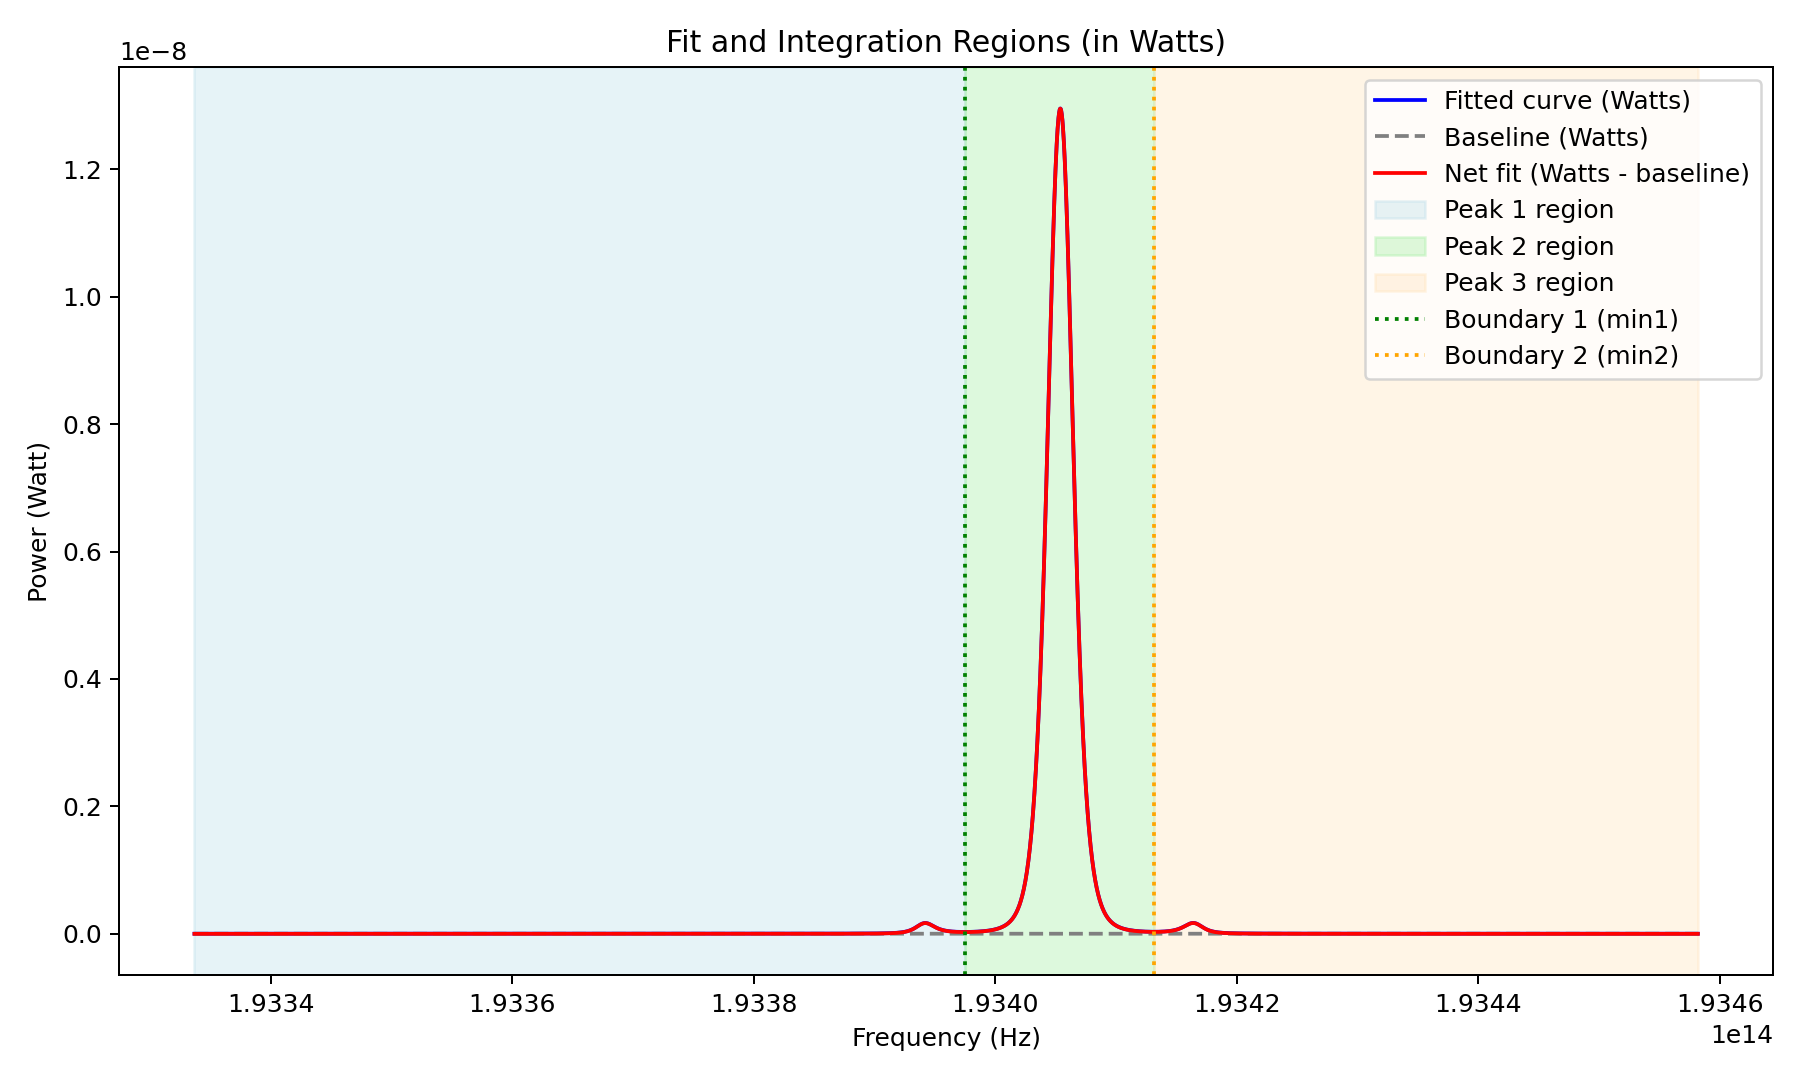 Fit and Integration Regions (in Watts)
1e−8
Fitted curve (Watts)
Baseline (Watts)
Net fit (Watts - baseline)
Peak 1 region
Peak 2 region
Peak 3 region
Boundary 1 (min1)
Boundary 2 (min2)
1.2
1.0
0.8
0.6
0.4
0.2
0.0
Power (Watt)
1.9334 1.9336 1.9338 1.9340 1.9342 1.9344 1.9346
1e14
Frequency (Hz)